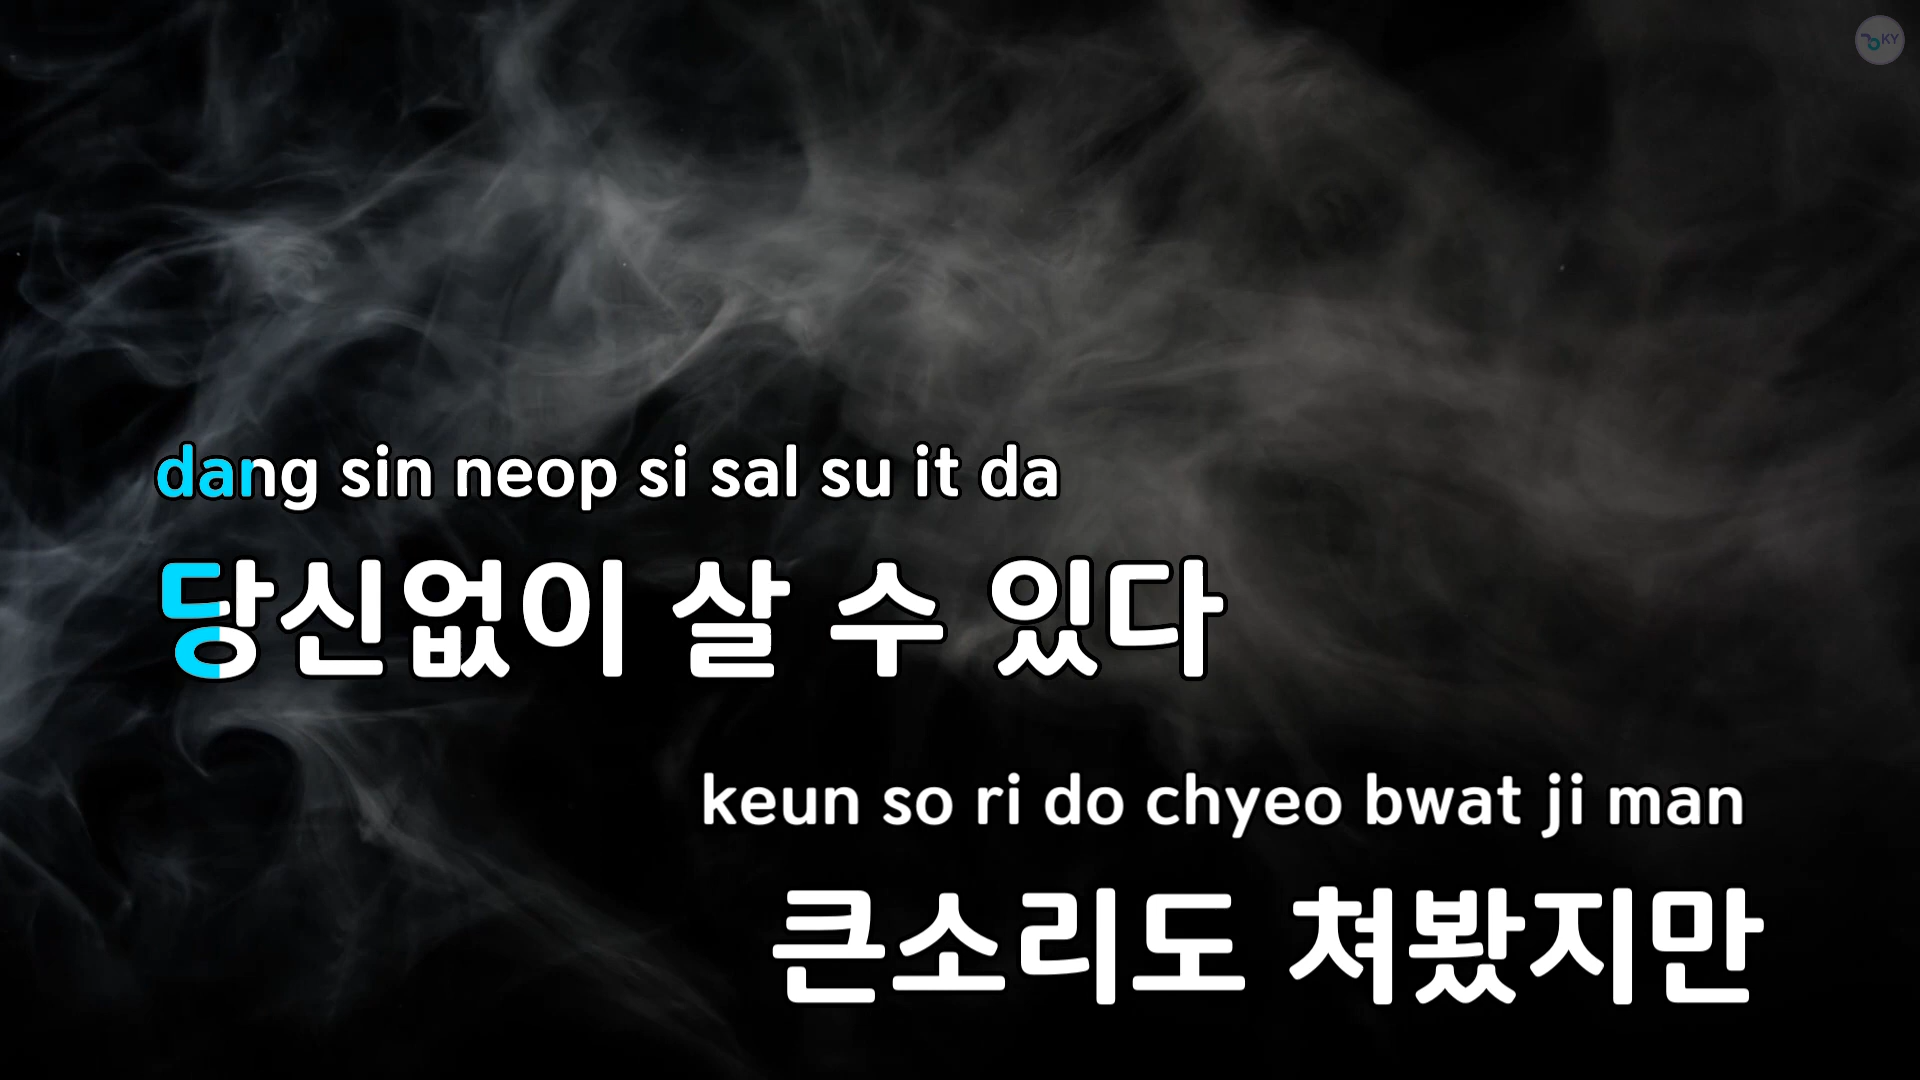 KY
dang sin neop si sal su it da
당신없이 살 수 있다
keun so ri do chyeo bwat ji man
큰소리도 쳐봤지만